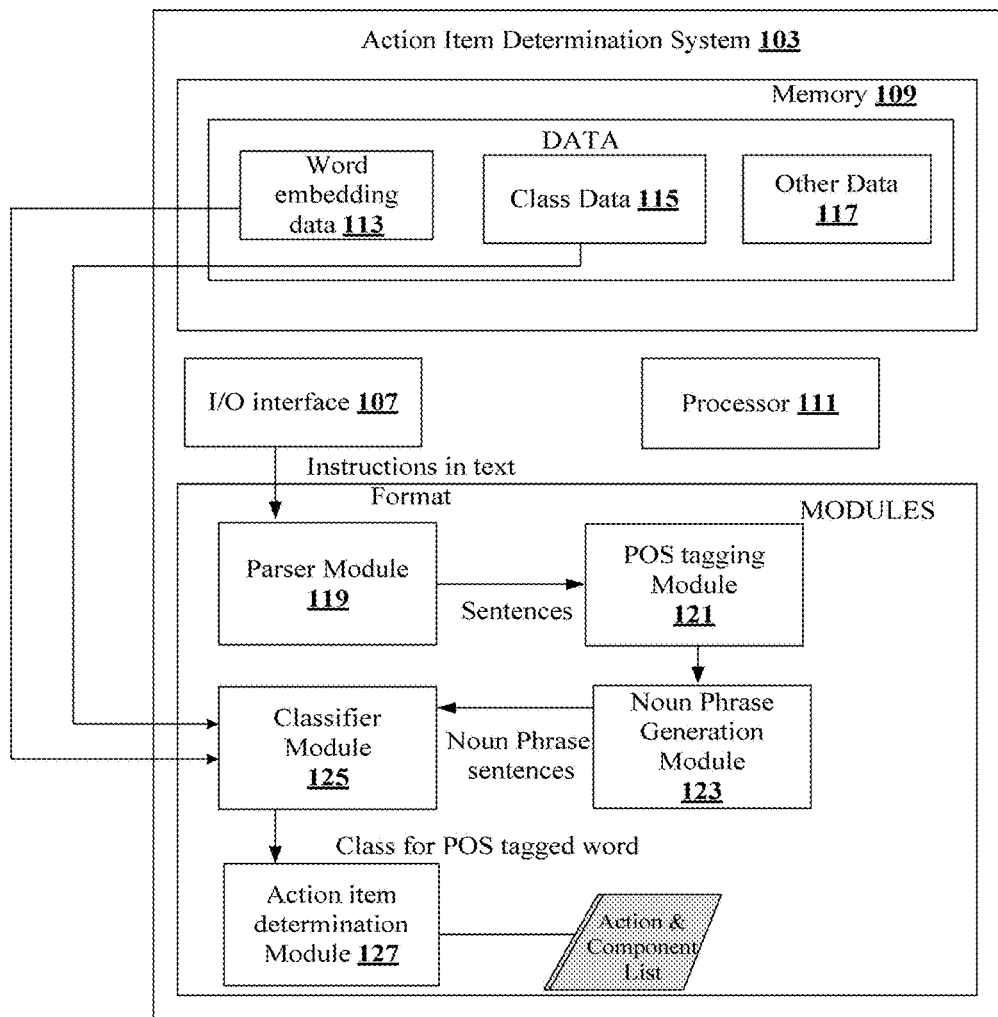 Action Item Determination System 103
Memory 109
DATA
Word
embedding
data 113
Class Data 115
Other Data
117
I/O interface 107
Processor 111
Instructions in text
Format
MODULES
Parser Module
119
Sentences
POS tagging
Module
121
Classifier
Module
125
Noun Phrase
sentences
Noun Phrase
Generation
Module
123
Class for POS tagged word
Action item
determination
Module 127
Action &
Component
List